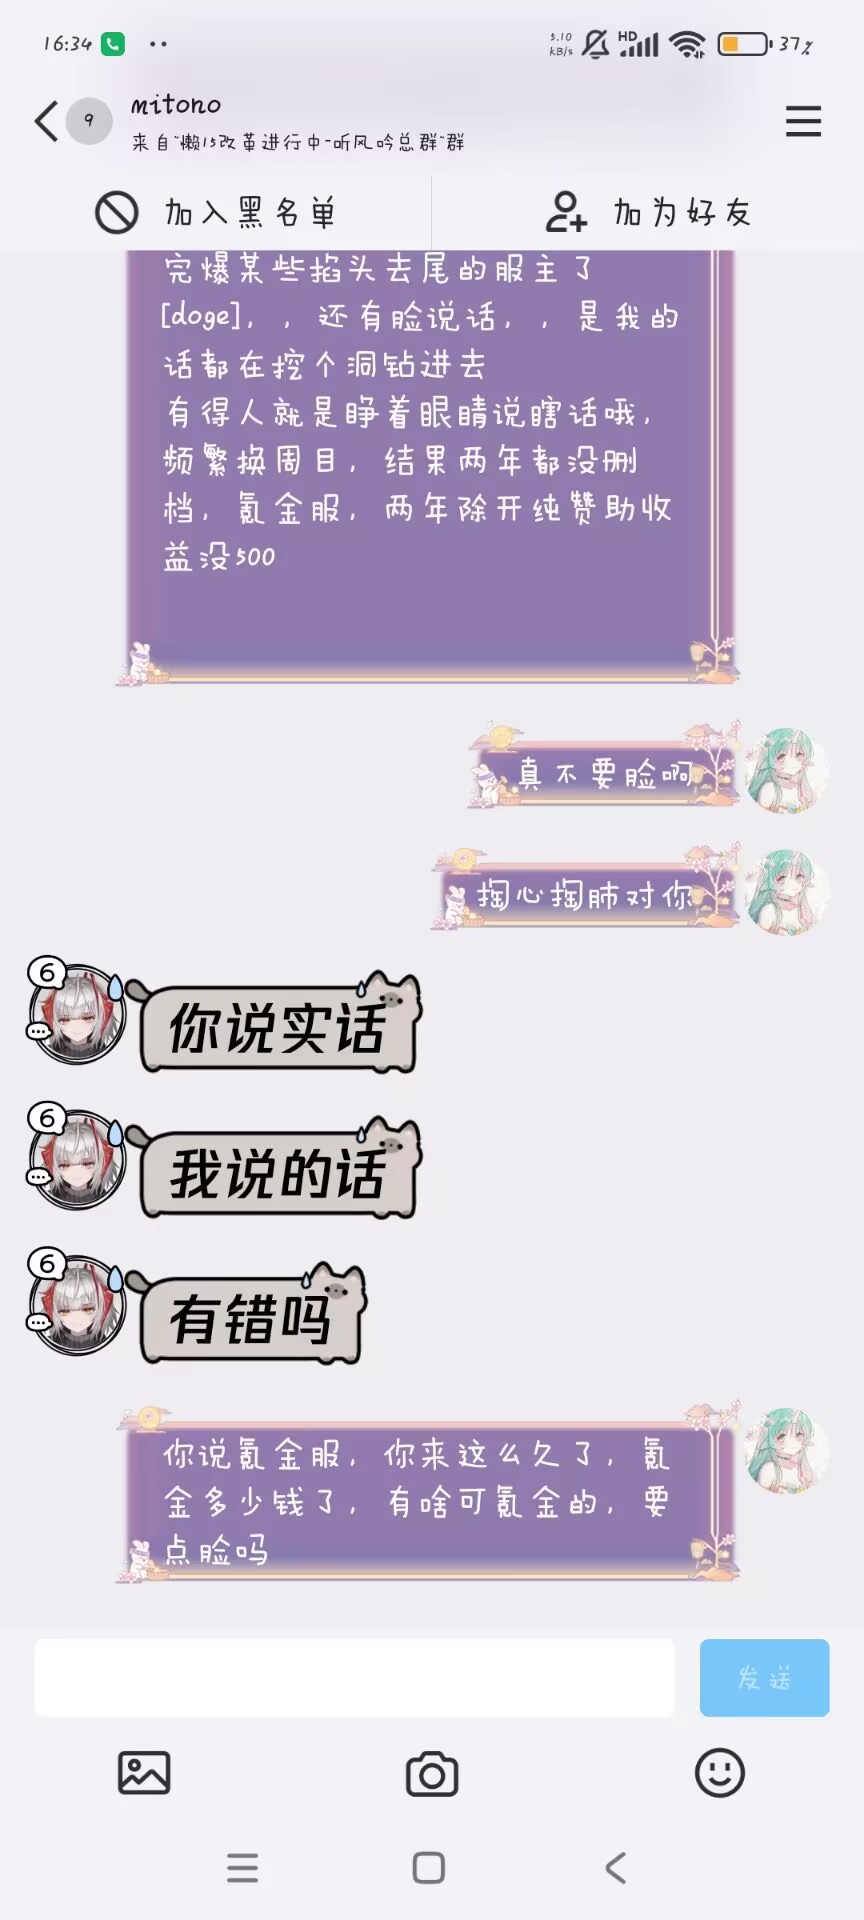 16:34
5.10
KB/s
HD
37%
9
mitono
来自~懒15改革进行中-听风吟总群~群
加入黑名单
加为好友
完爆某些掐头去尾的服主了
[doge],，还有脸说话,，是我的
话都在挖个洞钻进去
有得人就是睁着眼睛说瞎话哦,
频繁换周目，结果两年都没删
档，氪金服，两年除开纯赞助收
益没500
真不要脸啊
掏心掏肺对你
6
你说实话
6
我说的话
6
有错吗
你说氪金服，你来这么久了，氪
金多少钱了，有啥可氪金的，要
点脸吗
发送